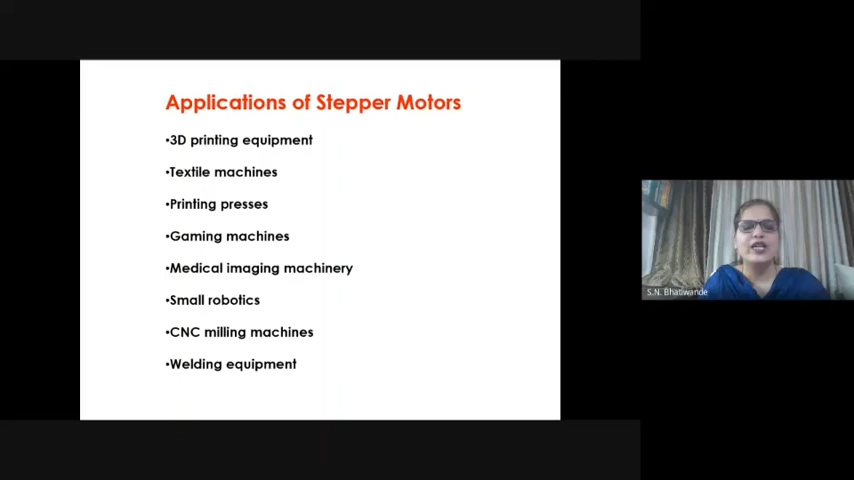 Applications of Stepper Motors
•3D printing equipment
•Textile machines
•Printing presses
•Gaming machines
•Medical imaging machinery
•Small robotics
•CNC milling machines
•Welding equipment
S.N. Bhatiwande